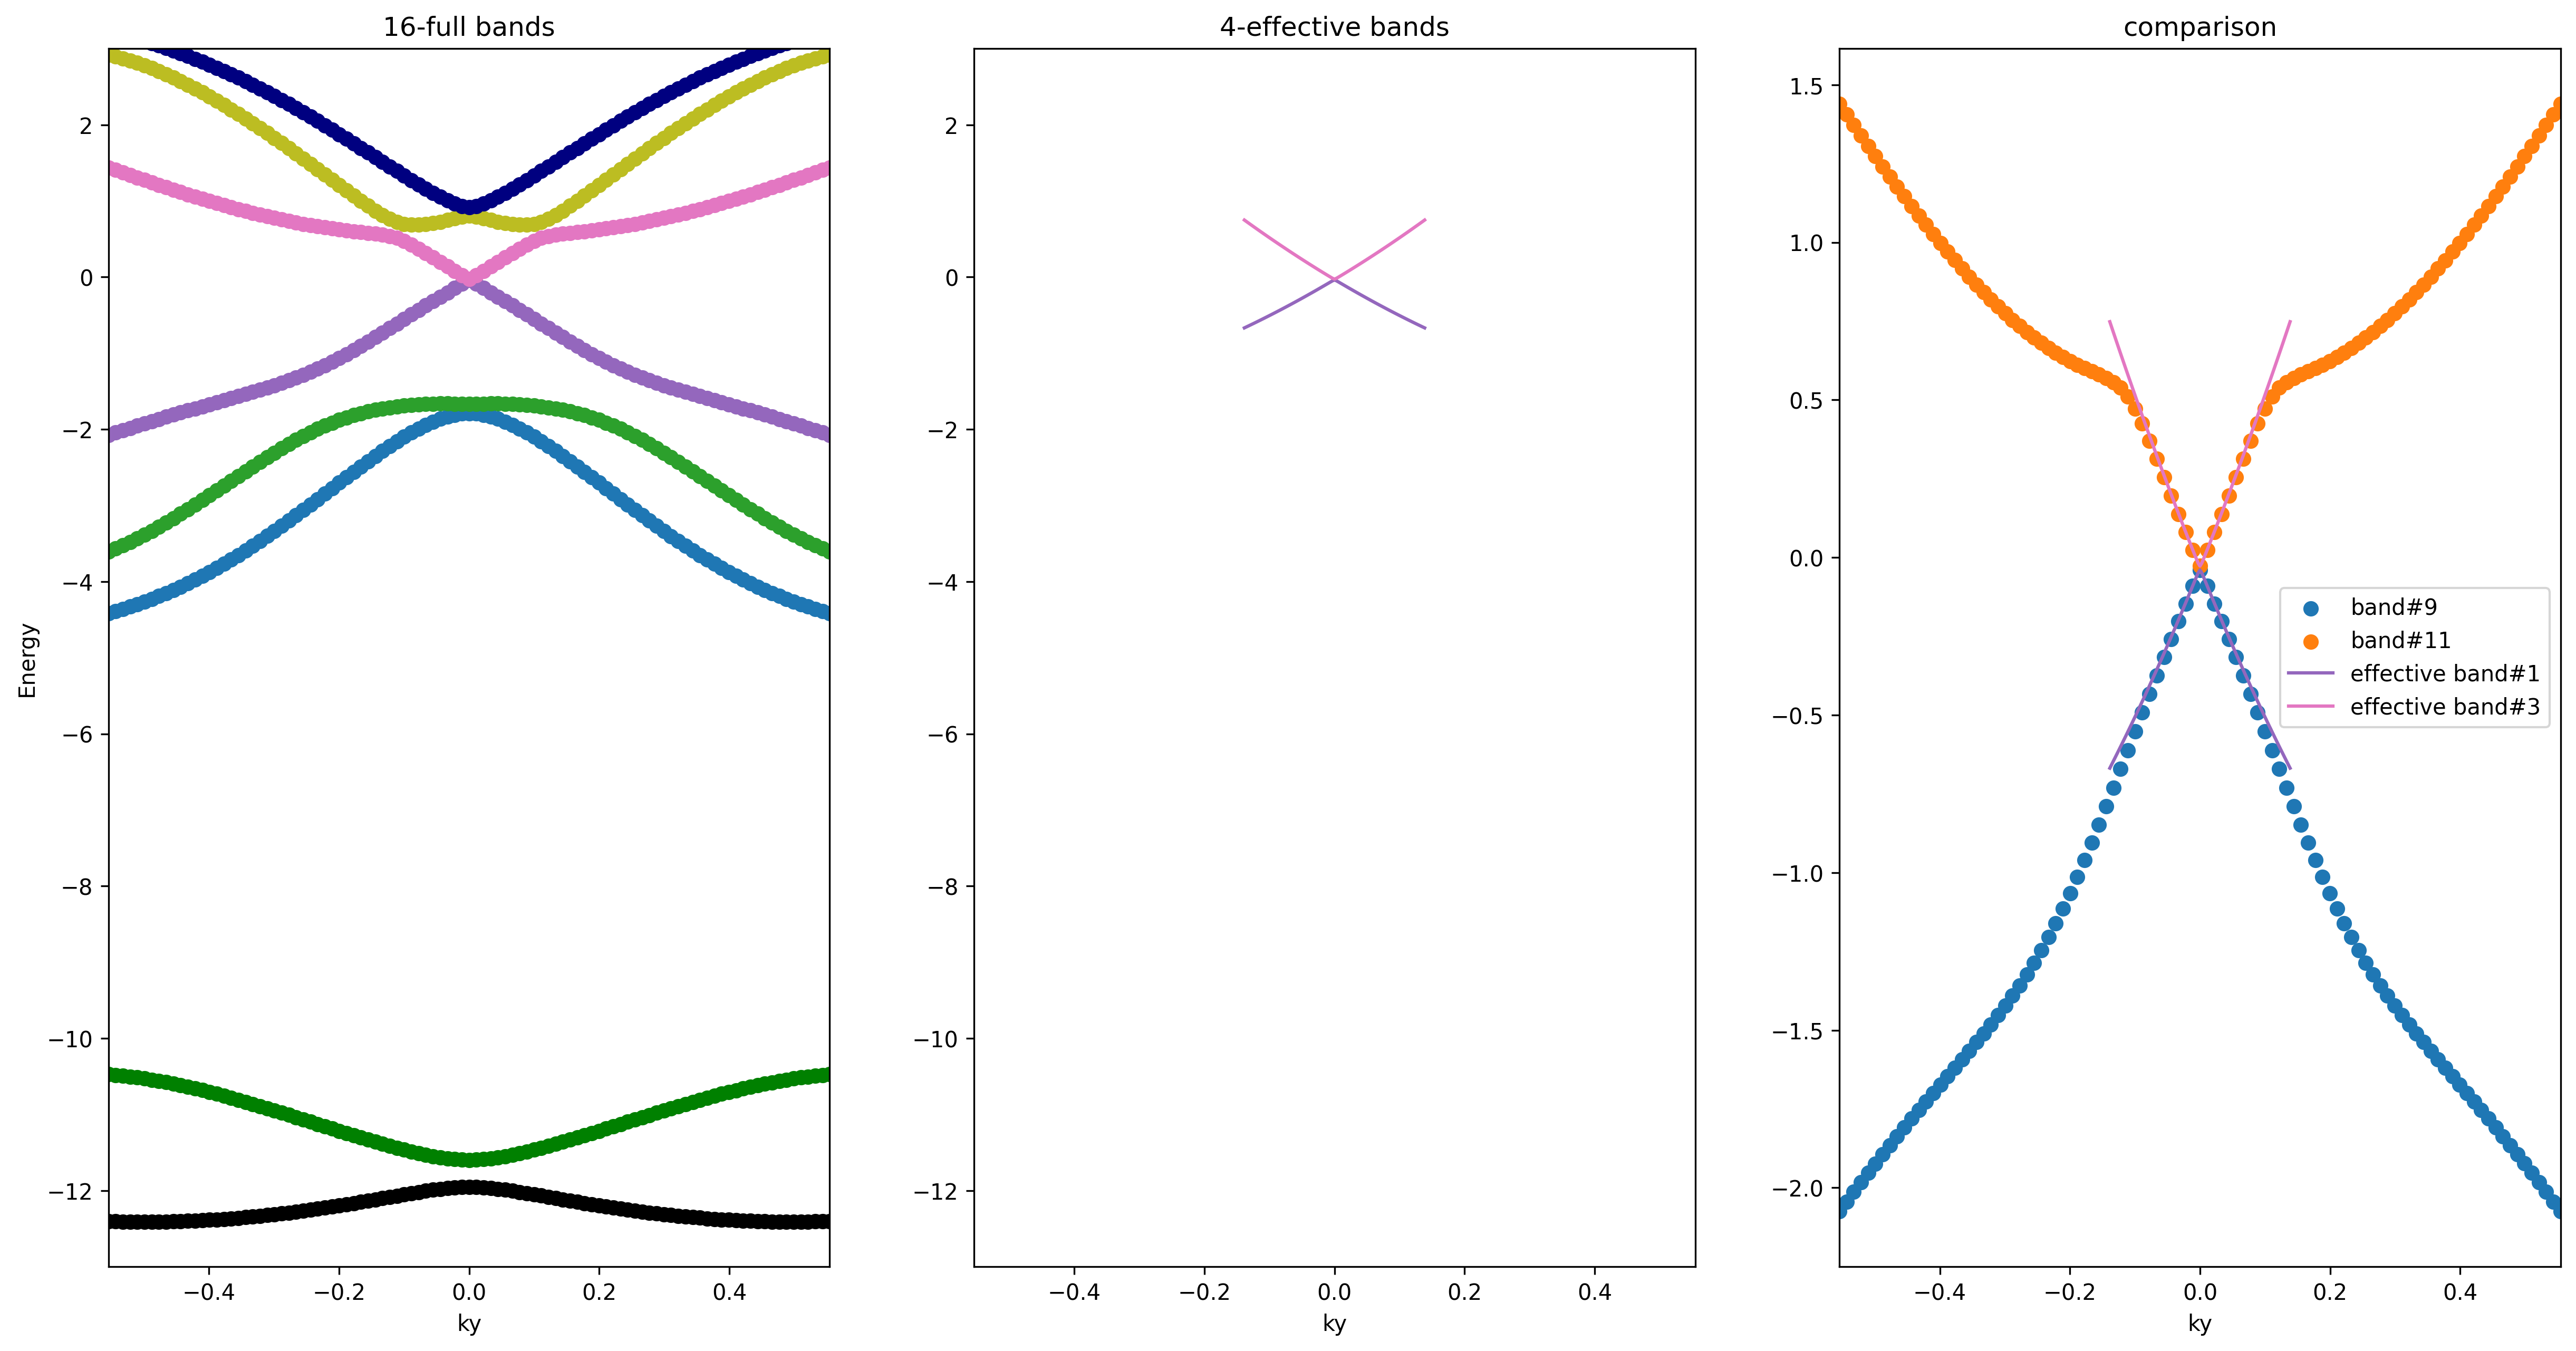 16-full bands
2
0
−2
−4
−6
−8
−10
−12
Energy
−0.4 −0.2 0.0 0.2 0.4
ky
4-effective bands
2
0
−2
−4
−6
−8
−10
−12
−0.4 −0.2 0.0 0.2 0.4
ky
comparison
1.5
1.0
0.5
0.0
−0.5
−1.0
−1.5
−2.0
band#9
band#11
effective band#1
effective band#3
−0.4 −0.2 0.0 0.2 0.4
ky